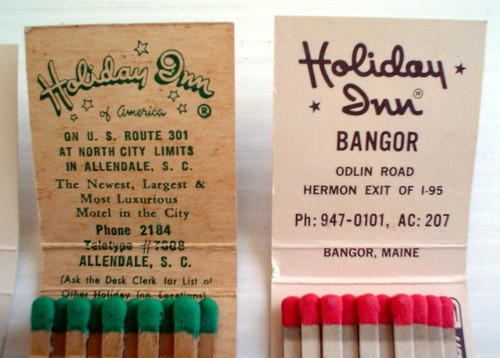 Holiday Inn
of America ®
ON U. S. ROUTE 301
AT NORTH CITY LIMITS
IN ALLENDALE, S. C.
The Newest, Largest &
Most Luxurious
Motel in the City
Phone 2184
Teletype #7008
ALLENDALE, S. C.
(Ask the Desk Clerk for List of
Other Holiday Inn Locations)
Holiday
Inn®
BANGOR
ODLIN ROAD
HERMON EXIT OF I-95
Ph: 947-0101, AC: 207
BANGOR, MAINE